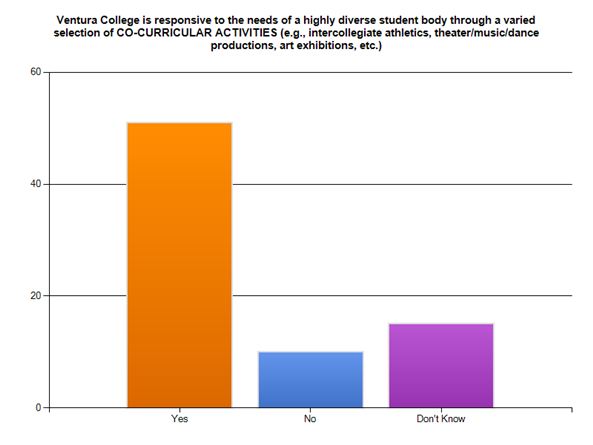 Ventura College is responsive to the needs of a highly diverse student body through a varied
selection of CO-CURRICULAR ACTIVITIES (e.g., intercollegiate athletics, theater/music/dance
productions, art exhibitions, etc.)
60
40
20
0
Yes No Don't Know